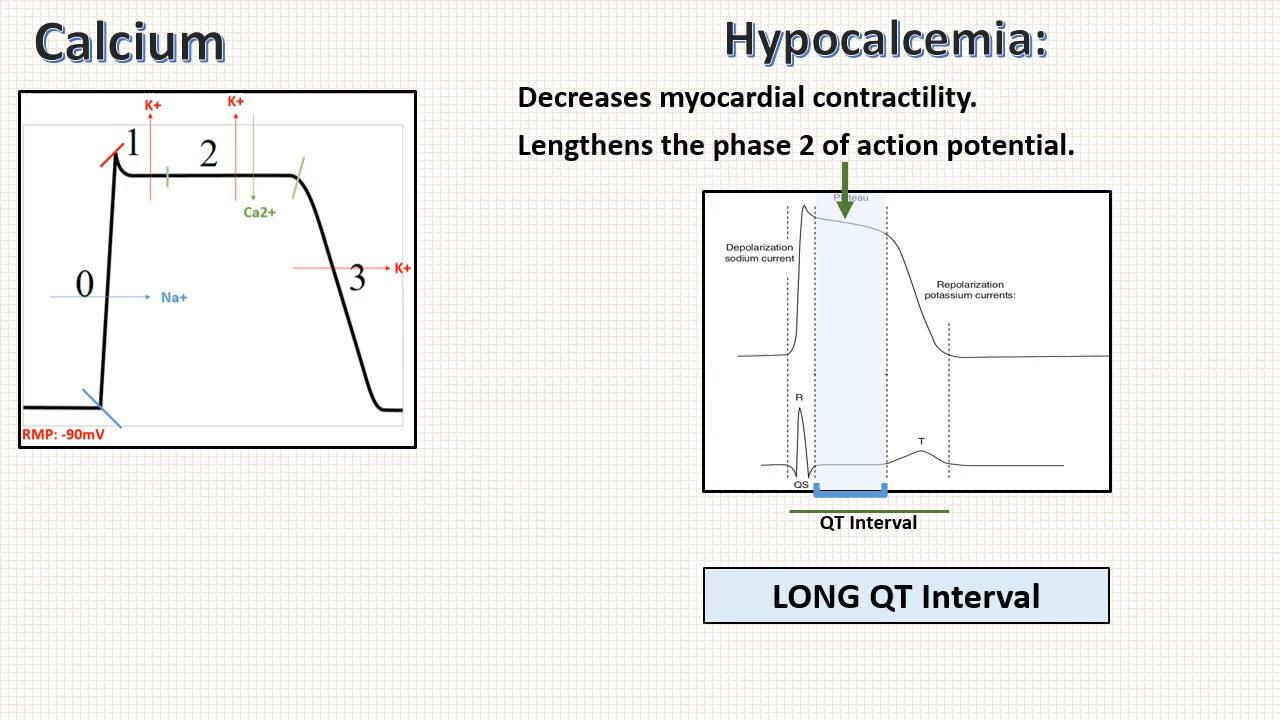 Calcium
K+
K+
1
2
Ca2+
0
Na+
3
K+
RMP: -90mV
Hypocalcemia:
Decreases myocardial contractility.
Lengthens the phase 2 of action potential.
Plateau
Depolarization
sodium current
Repolarization
potassium currents:
R
T
QS
QT Interval
LONG QT Interval